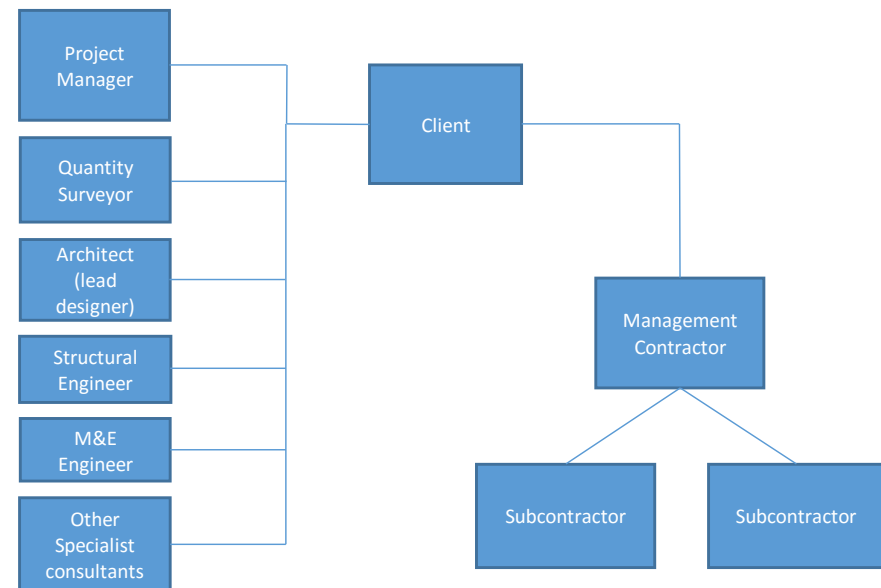 Project
Manager
Client
Quantity
Surveyor
Architect
(lead
designer)
Management
Contractor
Structural
Engineer
M&E
Engineer
Subcontractor
Subcontractor
Other
Specialist
consultants